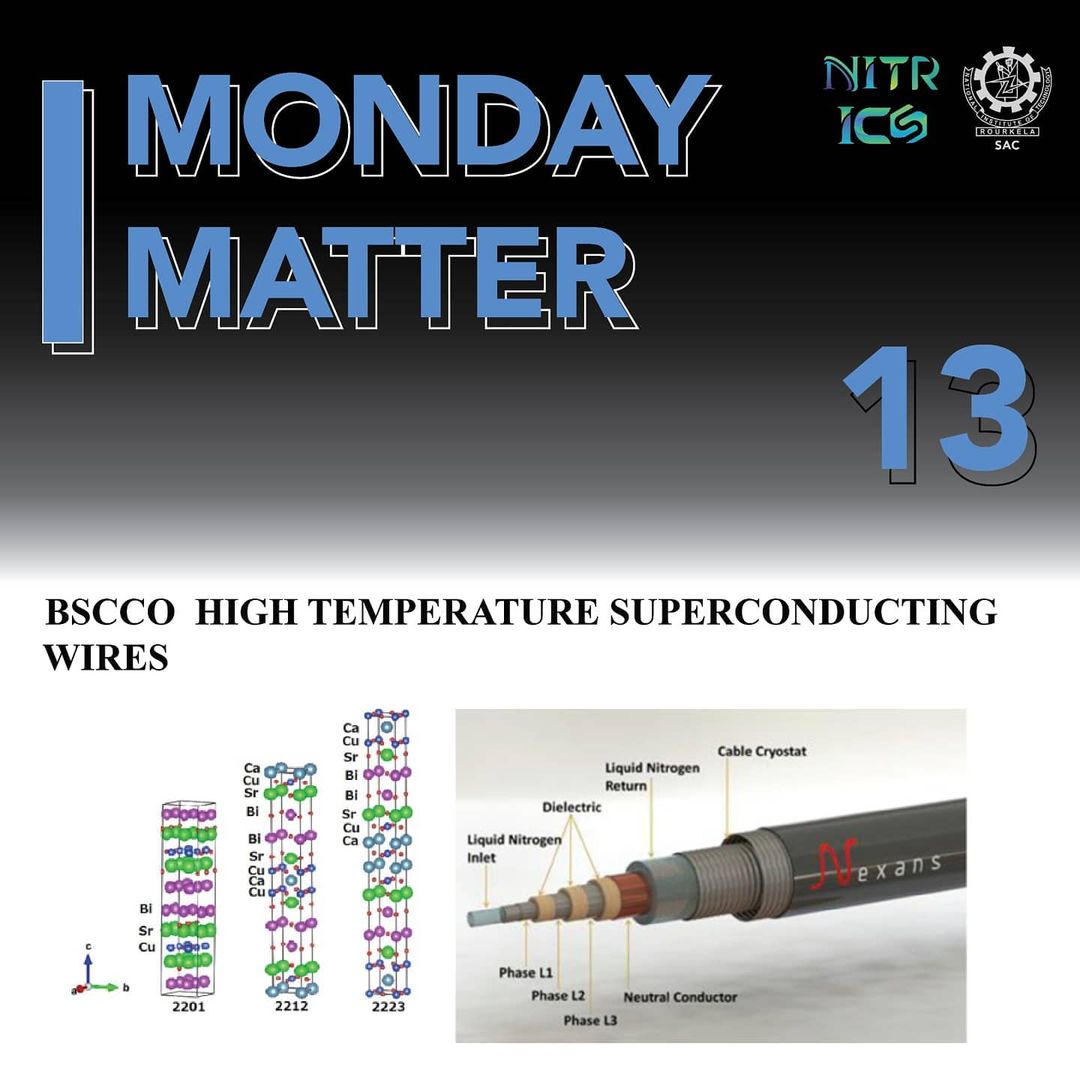 MONDAY
MATTER
NITR
ICS
NATIONAL INSTITUTE OF TECHNOLOGY
ROURKELA
SAC
13
BSCCO HIGH TEMPERATURE SUPERCONDUCTING
WIRES
Bi
Sr
Cu
c
a
b
2201
Ca
Cu
Sr
Bi
Bi
Sr
Cu
Ca
Cu
2212
Ca
Cu
Sr
Bi
Bi
Sr
Cu
Ca
2223
Cable Cryostat
Liquid Nitrogen
Return
Dielectric
Liquid Nitrogen
Inlet
Nexans
Phase L1
Phase L2
Phase L3
Neutral Conductor